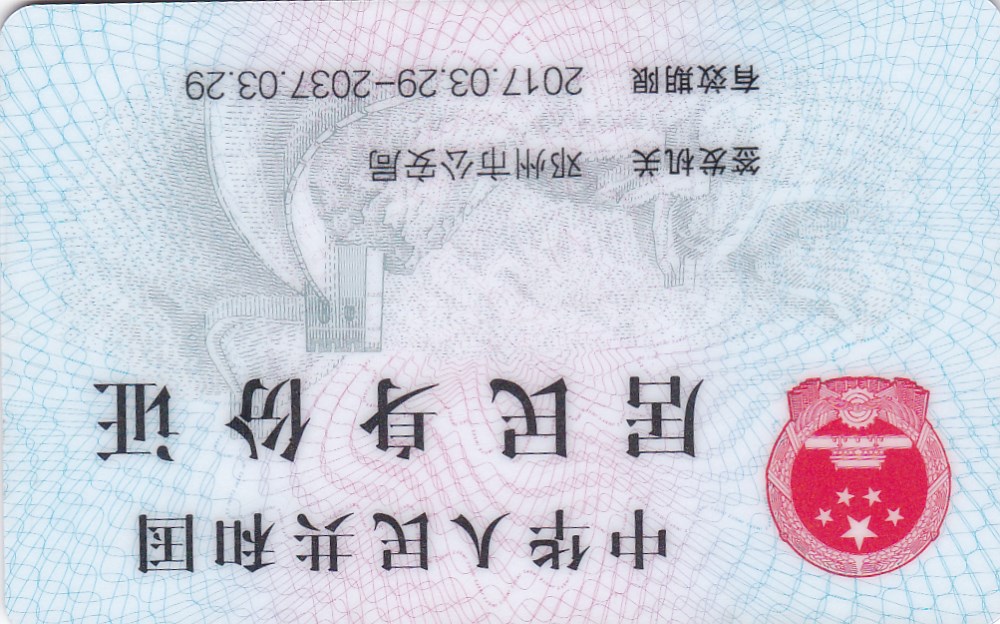 中华人民共和国
居民身份证
签发机关 邓州市公安局
有效期限 2017.03.29-2037.03.29